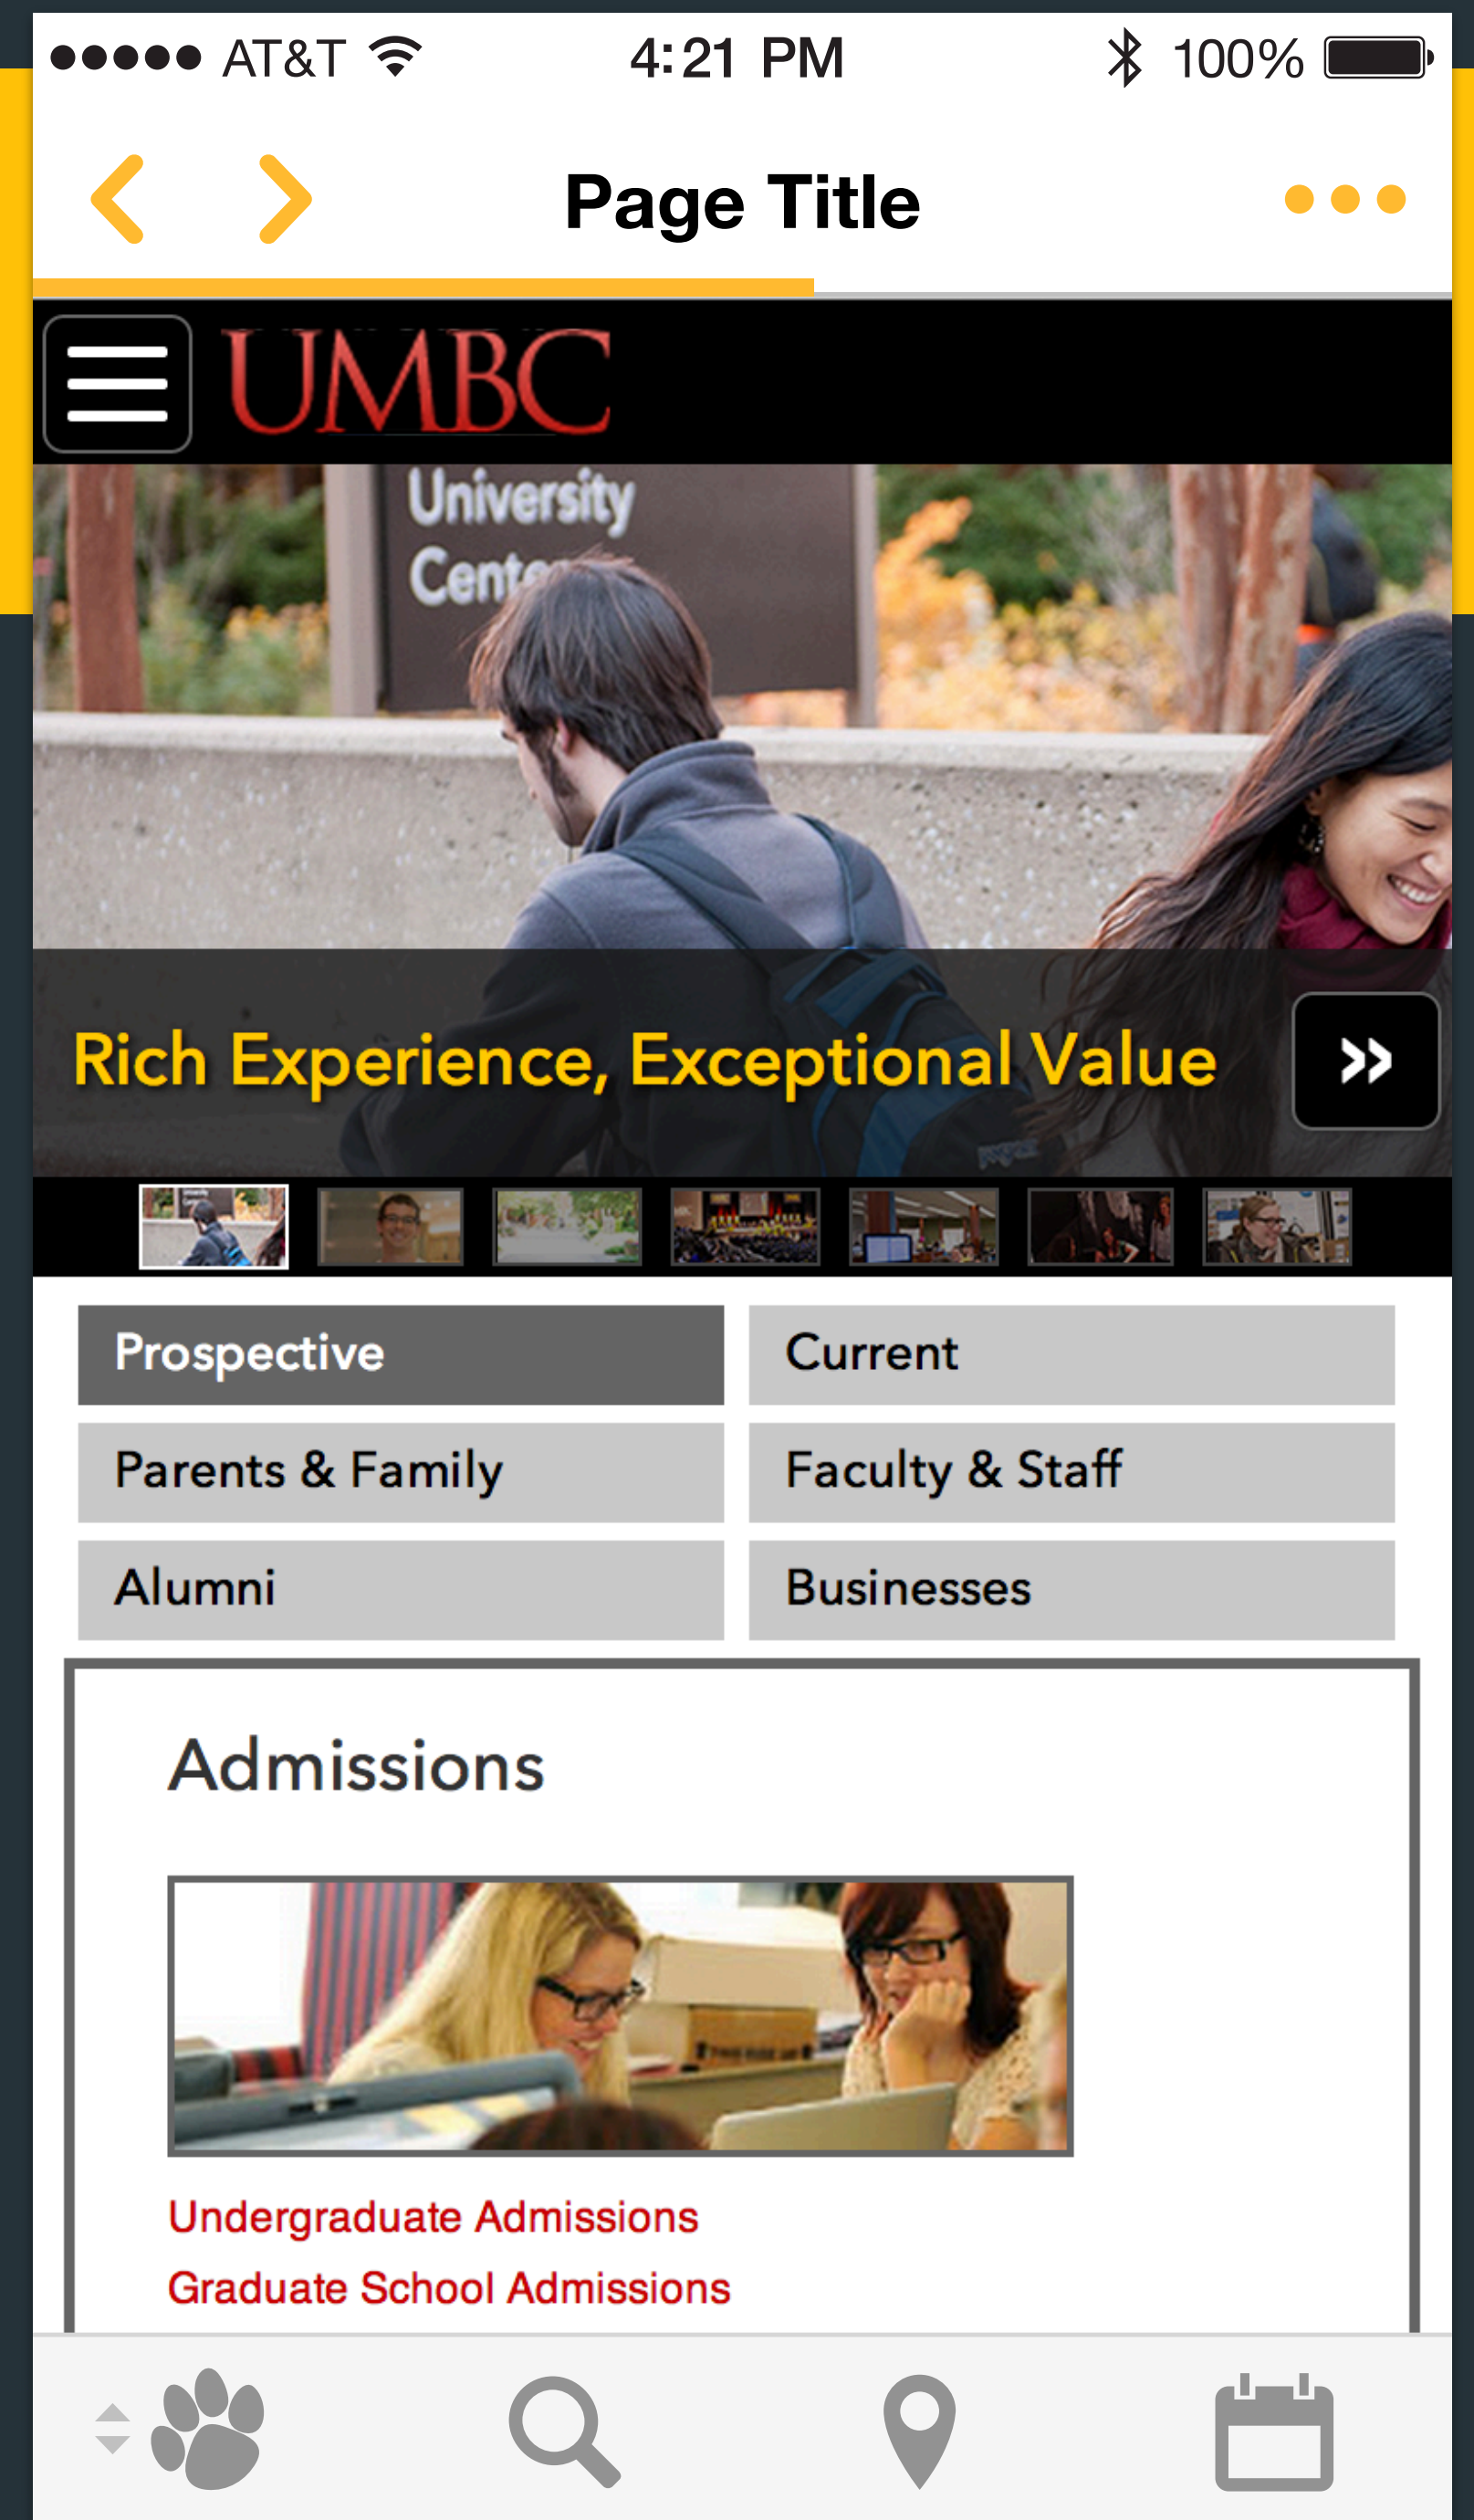 AT&T 4:21 PM 100%
Page Title
UMBC
University
Center
Rich Experience, Exceptional Value
»
Prospective
Current
Parents & Family
Faculty & Staff
Alumni
Businesses
Admissions
Undergraduate Admissions
Graduate School Admissions